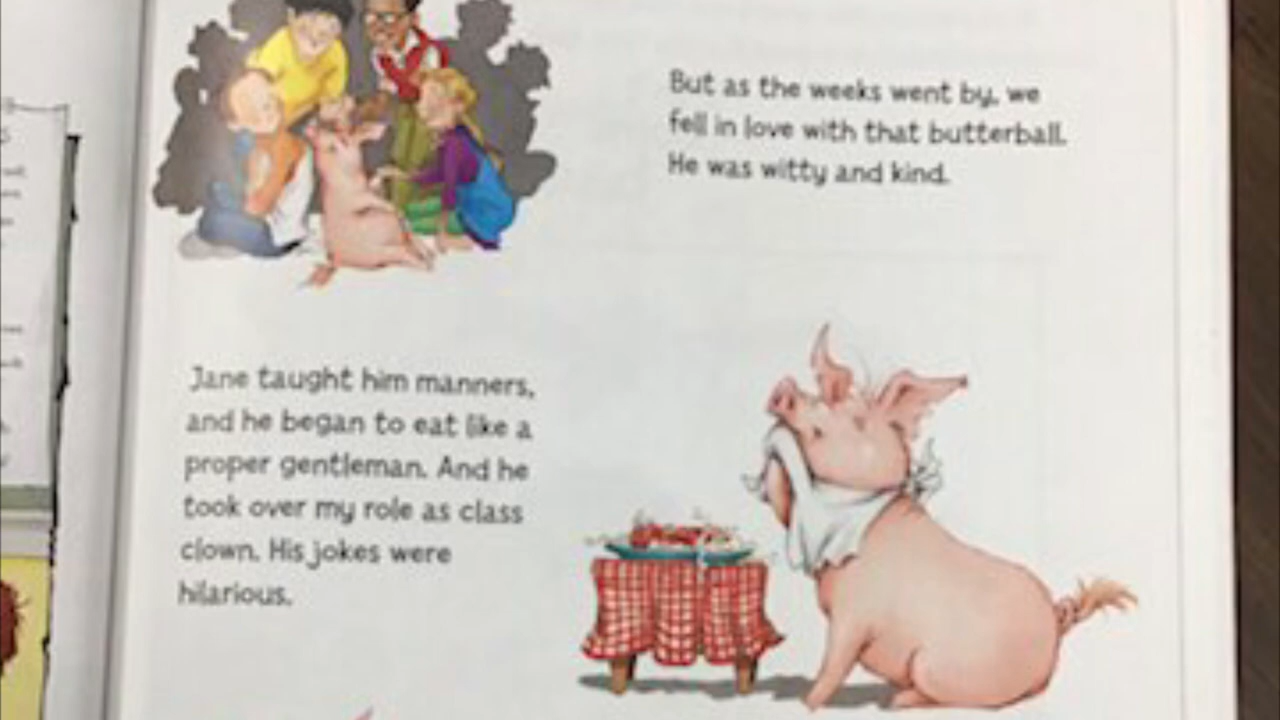 But as the weeks went by, we
fell in love with that butterball.
He was witty and kind.
Jane taught him manners,
and he began to eat like a
proper gentleman. And he
took over my role as class
clown. His jokes were
hilarious.